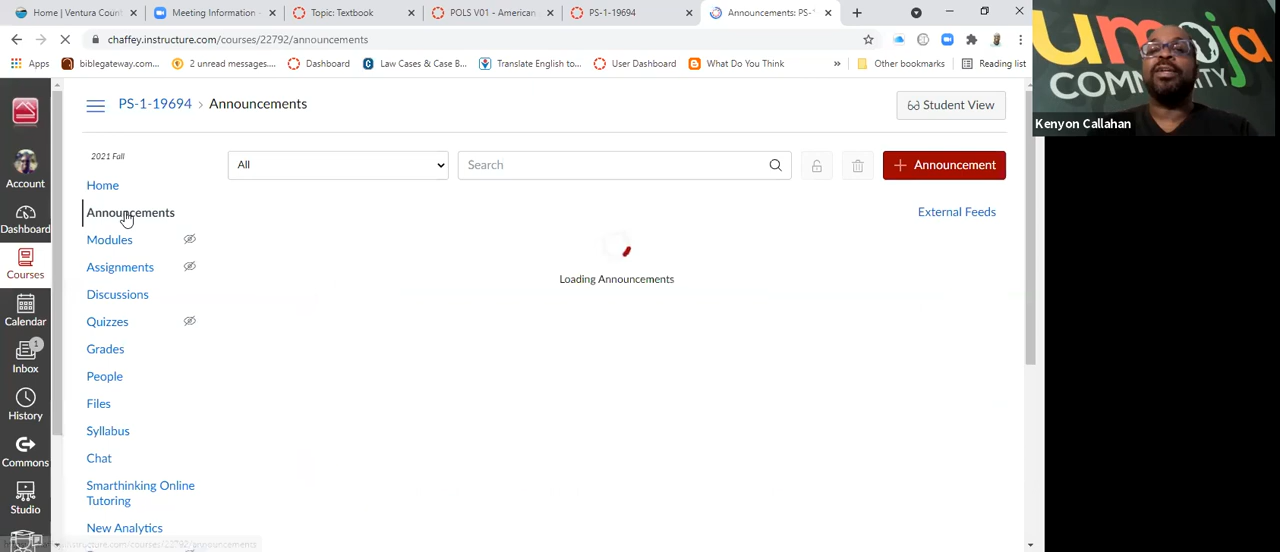 Home | Ventura Count
Meeting Information -
Topic: Textbook
POLS V01 - American
PS-1-19694
Announcements: PS-1
chaffey.instructure.com/courses/22792/announcements
Apps
biblegateway.com...
2 unread messages....
Dashboard
Law Cases & Case B...
Translate English to...
User Dashboard
What Do You Think
»
Other bookmarks
Reading list
umoja
COMMUNITY
Kenyon Callahan
PS-1-19694 › Announcements
Student View
2021 Fall
All
Search
+ Announcement
External Feeds
Loading Announcements
Home
Announcements
Modules
Assignments
Discussions
Quizzes
Grades
People
Files
Syllabus
Chat
Smarthinking Online
Tutoring
New Analytics
Account
Dashboard
Courses
Calendar
1
Inbox
History
Commons
Studio